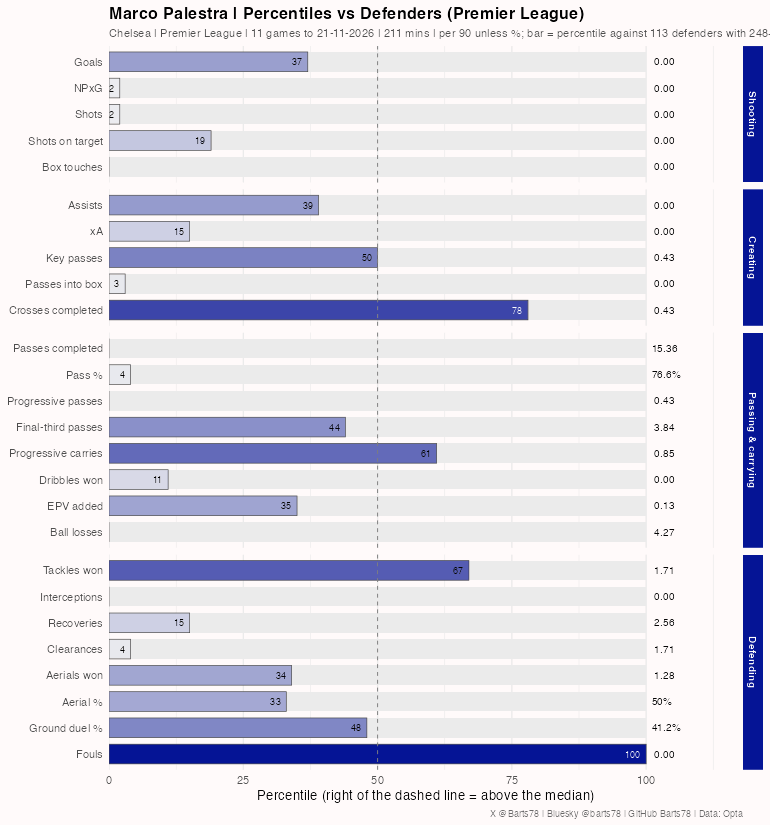 Marco Palestra | Percentiles vs Defenders (Premier League)
Chelsea | Premier League | 11 games to 21-11-2026 | 211 mins | per 90 unless %; bar = percentile against 113 defenders with 248-
Goals 37 0.00
NPxG 2 0.00
Shots 2 0.00
Shots on target 19 0.00
Box touches 0.00
Shooting
Assists 39 0.00
xA 15 0.00
Key passes 50 0.43
Passes into box 3 0.00
Crosses completed 78 0.43
Creating
Passes completed 15.36
Pass % 4 76.6%
Progressive passes 0.43
Final-third passes 44 3.84
Progressive carries 61 0.85
Dribbles won 11 0.00
EPV added 35 0.13
Ball losses 4.27
Passing & carrying
Tackles won 67 1.71
Interceptions 0.00
Recoveries 15 2.56
Clearances 4 1.71
Aerials won 34 1.28
Aerial % 33 50%
Ground duel % 48 41.2%
Fouls 100 0.00
Defending
0 25 50 75 100
Percentile (right of the dashed line = above the median)
X @Barts78 | Bluesky @barts78 | GitHub Barts78 | Data: Opta